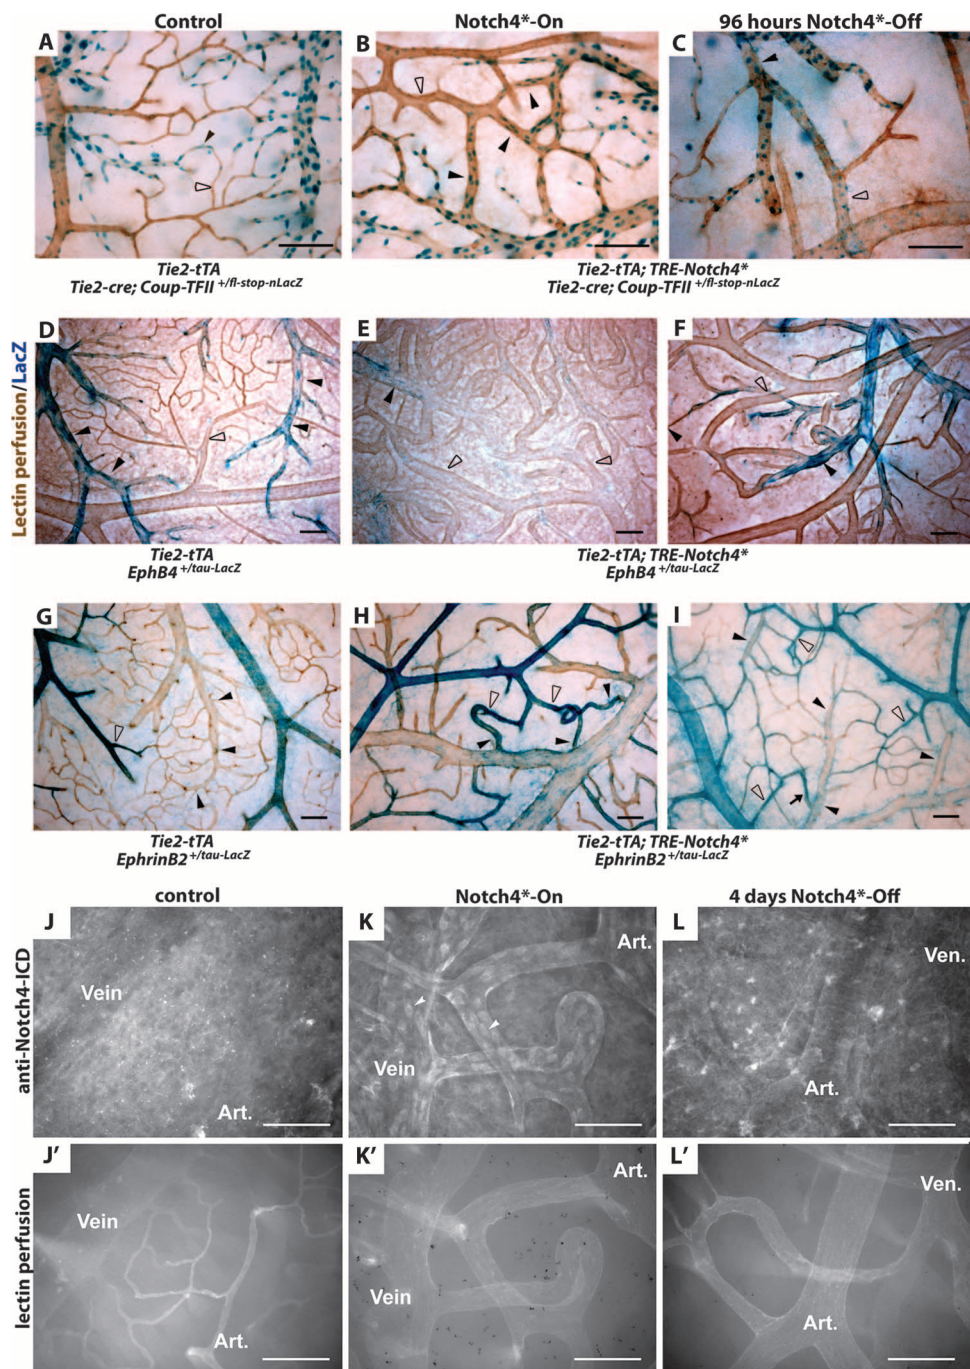 Control Notch4*-On 96 hours Notch4*-Off
A B C
Tie2-tTA Tie2-tTA; TRE-Notch4*
Tie2-cre; Coup-TFII +/fl-stop-nLacZ Tie2-cre; Coup-TFII +/fl-stop-nLacZ
Lectin perfusion/LacZ
D E F
Tie2-tTA Tie2-tTA; TRE-Notch4*
EphB4 +/tau-LacZ EphB4 +/tau-LacZ
G H I
Tie2-tTA Tie2-tTA; TRE-Notch4*
EphrinB2 +/tau-LacZ EphrinB2 +/tau-LacZ
control Notch4*-On 4 days Notch4*-Off
anti-Notch4-ICD
J K L
Art. Ven.
Vein
Vein Art.
Art.
lectin perfusion
J' K' L'
Art. Ven.
Vein
Vein
Art. Art.